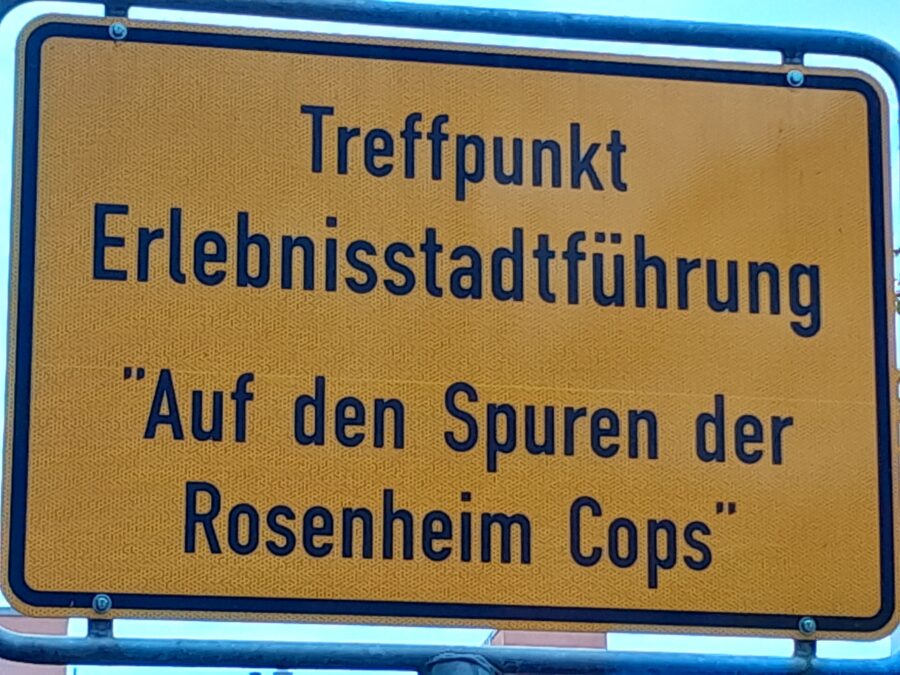 Treffpunkt
Erlebnisstadtführung
"Auf den Spuren der
Rosenheim Cops"